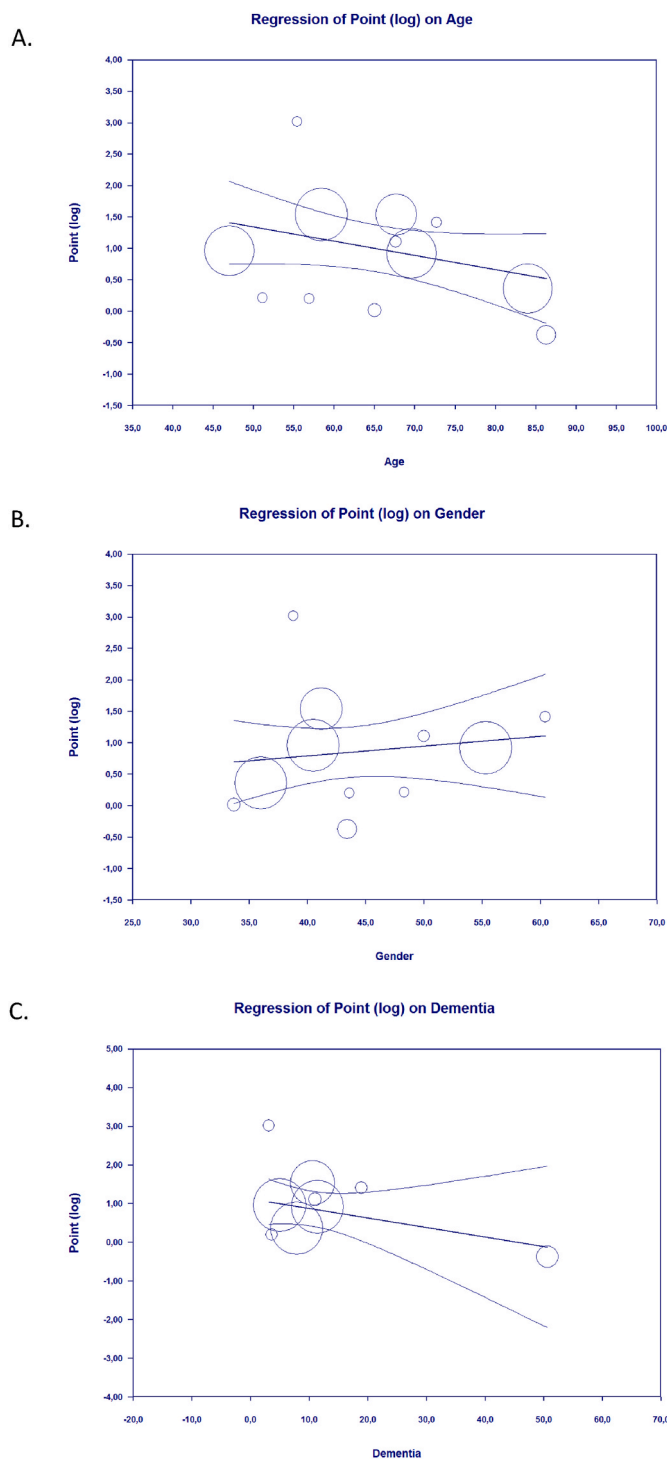 A.
Regression of Point (log) on Age
4,00
3,50
3,00
2,50
2,00
1,50
1,00
0,50
0,00
-0,50
-1,00
-1,50
Point (log)
35,0 40,0 45,0 50,0 55,0 60,0 65,0 70,0 75,0 80,0 85,0 90,0 95,0 100,0
Age
B.
Regression of Point (log) on Gender
4,00
3,50
3,00
2,50
2,00
1,50
1,00
0,50
0,00
-0,50
-1,00
-1,50
Point (log)
25,0 30,0 35,0 40,0 45,0 50,0 55,0 60,0 65,0 70,0
Gender
C.
Regression of Point (log) on Dementia
5,00
4,00
3,00
2,00
1,00
0,00
-1,00
-2,00
-3,00
-4,00
Point (log)
-20,0 -10,0 0,0 10,0 20,0 30,0 40,0 50,0 60,0 70,0
Dementia